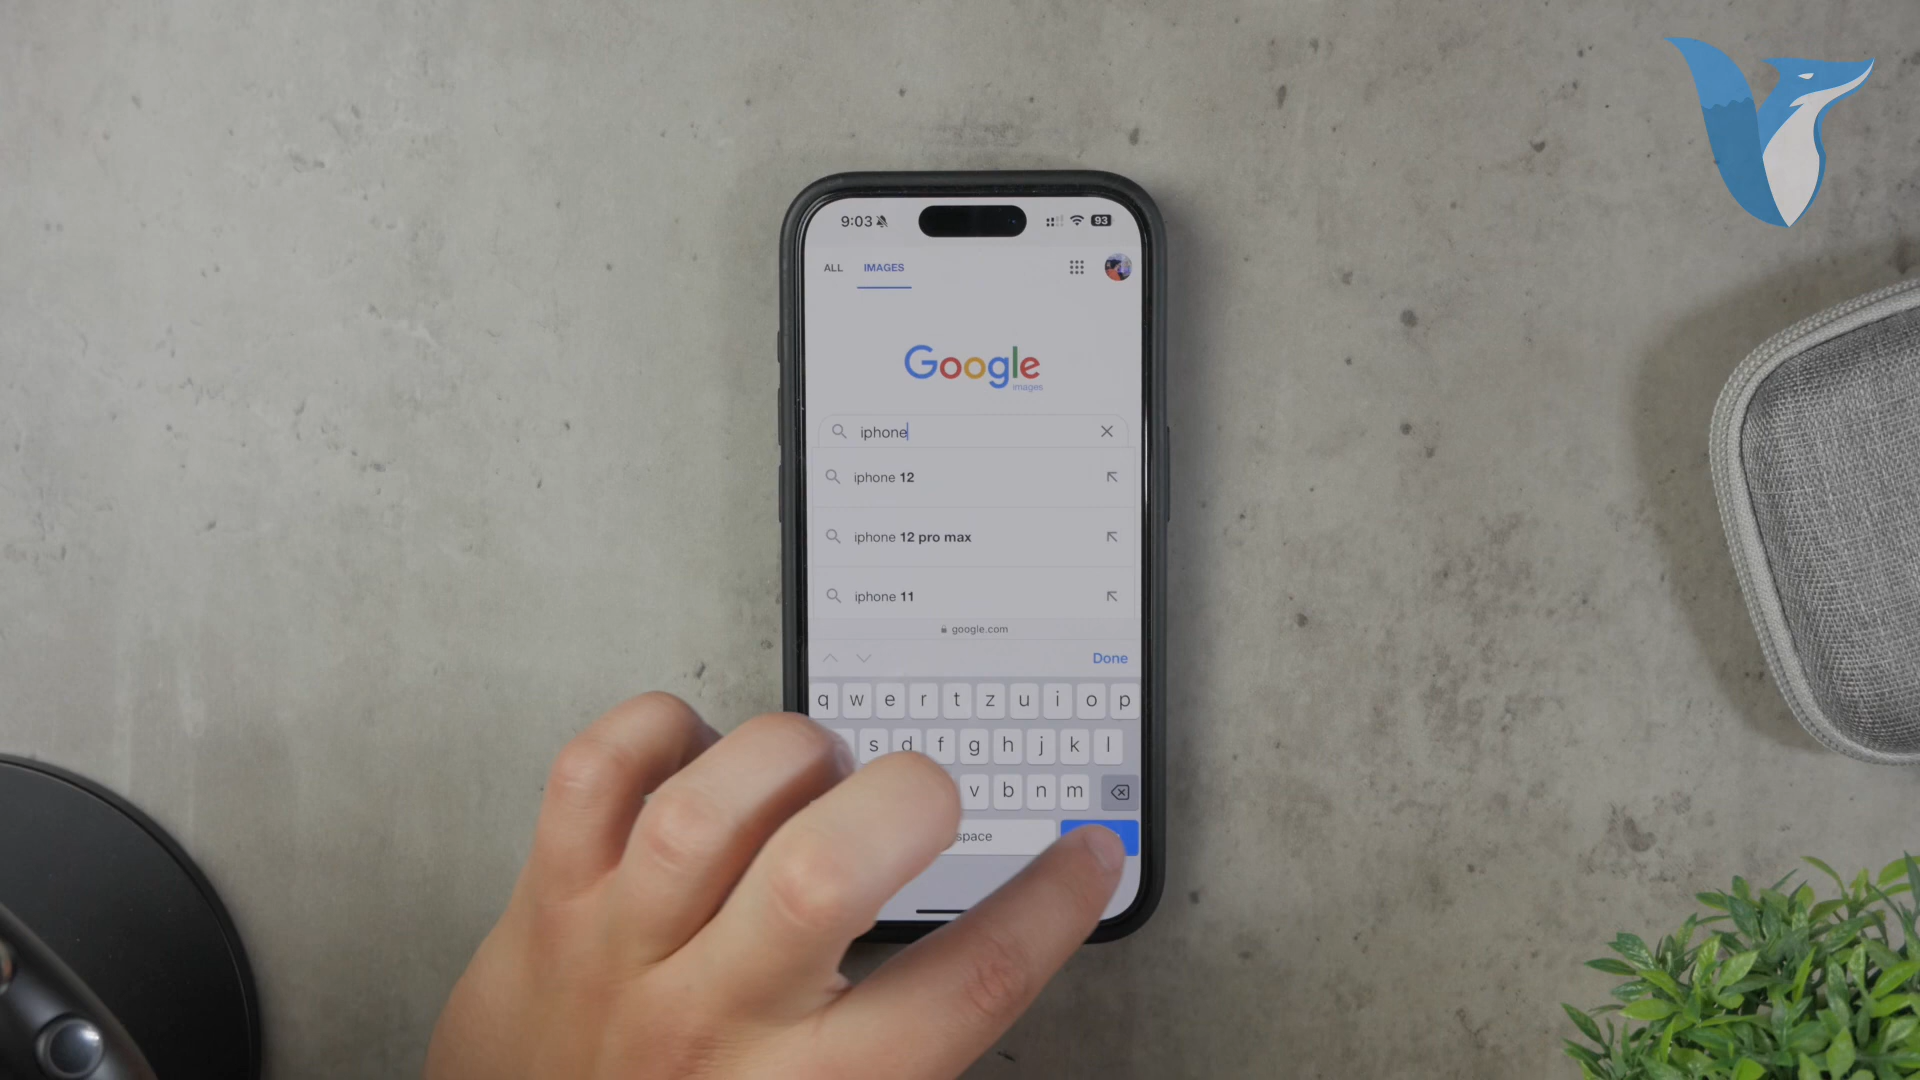 9:03
93
ALL IMAGES
Google
images
iphone
iphone 12
iphone 12 pro max
iphone 11
google.com
Done
q w e r t z u i o p
s d f g h j k l
v b n m
space